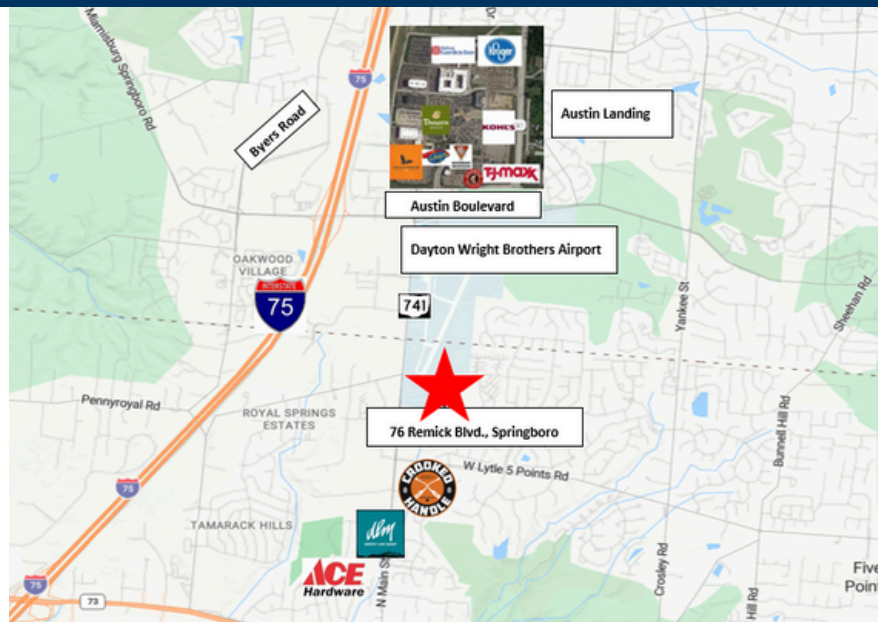 Miamisburg Springboro Rd
75
Kroger
Byers Road
Austin Landing
KOHL'S
T.J.maxx
Austin Boulevard
Dayton Wright Brothers Airport
OAKWOOD
VILLAGE
INTERSTATE
75
741
Yankee St
Sheehan Rd
Pennyroyal Rd
ROYAL SPRINGS
ESTATES
76 Remick Blvd., Springboro
Bunnell Hill Rd
W Lytle 5 Points Rd
CROOKED
HANDLE
75
TAMARACK HILLS
dlm
ACE
Hardware
N Main St
Crosley Rd
Hill Rd
Five
Point
75
73